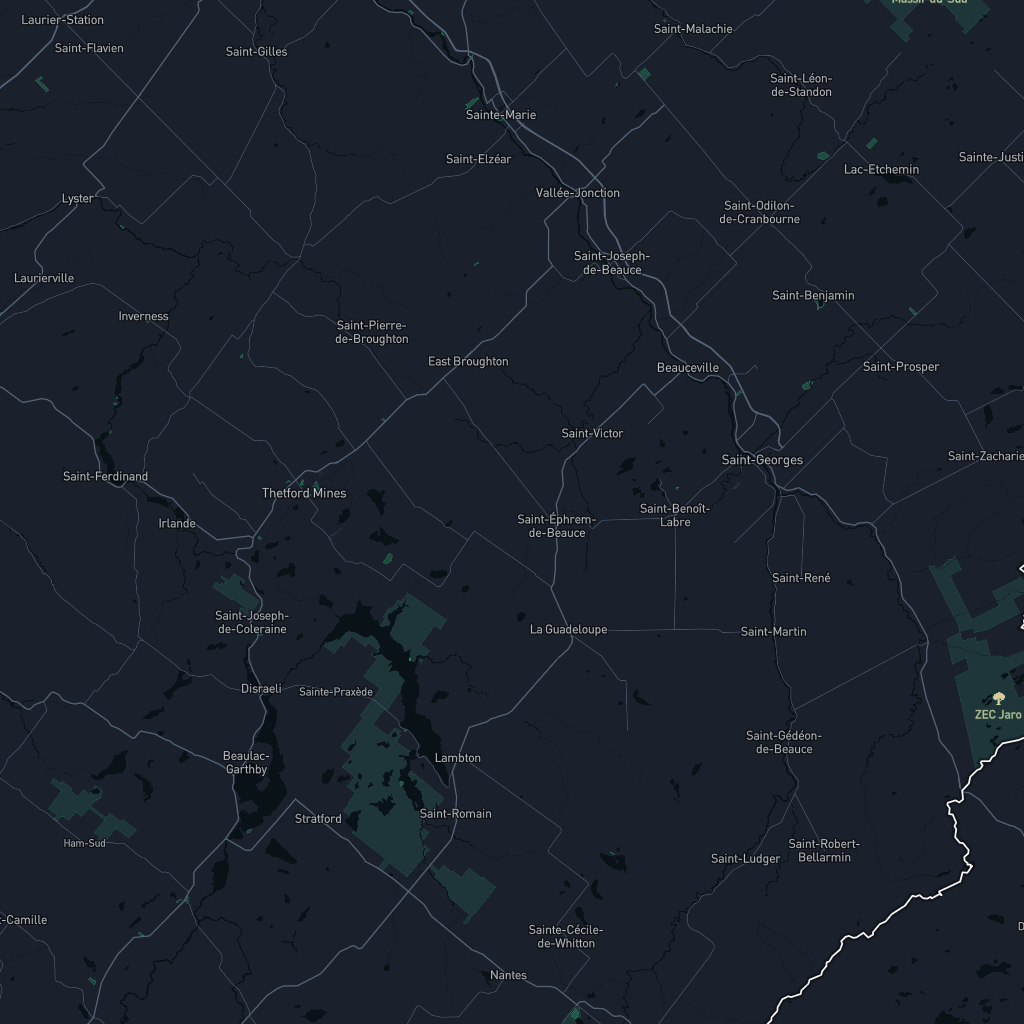 Massif du Sud
Laurier-Station
Saint-Malachie
Saint-Flavien
Saint-Gilles
Saint-Léon-
de-Standon
Sainte-Marie
Saint-Elzéar
Sainte-Justi
Lac-Etchemin
Vallée-Jonction
Lyster
Saint-Odilon-
de-Cranbourne
Saint-Joseph-
de-Beauce
Laurierville
Saint-Benjamin
Inverness
Saint-Pierre-
de-Broughton
East Broughton
Beauceville
Saint-Prosper
Saint-Victor
Saint-Georges
Saint-Zacharie
Saint-Ferdinand
Thetford Mines
Saint-Benoît-
Labre
Irlande
Saint-Éphrem-
de-Beauce
Saint-René
Saint-Joseph-
de-Coleraine
La Guadeloupe
Saint-Martin
Disraeli
Sainte-Praxède
ZEC Jaro
Saint-Gédéon-
de-Beauce
Beaulac-
Garthby
Lambton
Stratford
Saint-Romain
Ham-Sud
Saint-Ludger
Saint-Robert-
Bellarmin
t-Camille
Sainte-Cécile-
de-Whitton
D
Nantes